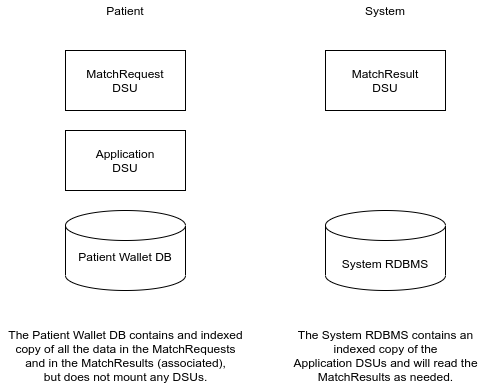 Patient
System
MatchRequest
DSU
MatchResult
DSU
Application
DSU
Patient Wallet DB
System RDBMS
The Patient Wallet DB contains and indexed
copy of all the data in the MatchRequests
and in the MatchResults (associated),
but does not mount any DSUs.
The System RDBMS contains an
indexed copy of the
Application DSUs and will read the
MatchResults as needed.